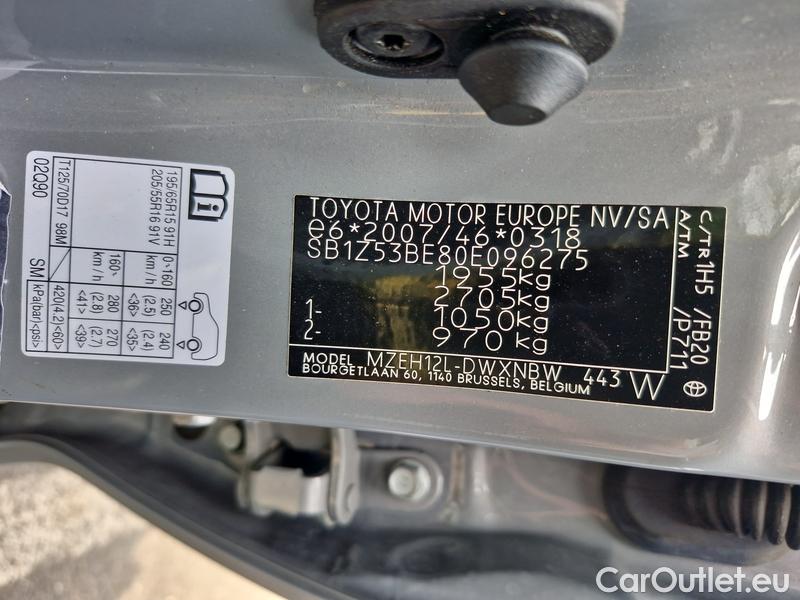 TOYOTA MOTOR EUROPE NV/SA
e6*2007/46*0318
SB1Z53BE80E096275
1955kg
2705kg
1- 1050kg
2- 970 kg
MODEL MZEH12L-DWXNBW 443 W
BOURGETLAAN 60, 1140 BRUSSELS, BELGIUM
C/TR 1H5 /FB20
A/TM /P711
i
195/65R15 91H
205/55R16 91V
T125/70D17 98M
02Q90
0~160 km/h
250 (2.5) <36>
240 (2.4) <35>
160~ km/h
280 (2.8) <41>
270 (2.7) <39>
420(4.2)<60>
SM kPa(bar)<psi>
CarOutlet.eu